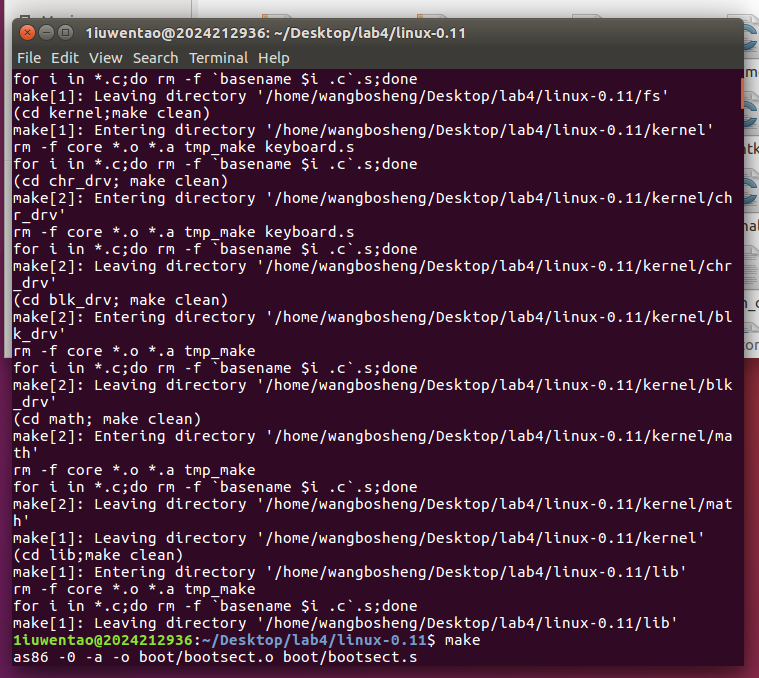 1iuwentao@2024212936: ~/Desktop/lab4/linux-0.11
File Edit View Search Terminal Help
for i in *.c;do rm -f `basename $i .c`.s;done
make[1]: Leaving directory '/home/wangbosheng/Desktop/lab4/linux-0.11/fs'
(cd kernel;make clean)
make[1]: Entering directory '/home/wangbosheng/Desktop/lab4/linux-0.11/kernel'
rm -f core *.o *.a tmp_make keyboard.s
for i in *.c;do rm -f `basename $i .c`.s;done
(cd chr_drv; make clean)
make[2]: Entering directory '/home/wangbosheng/Desktop/lab4/linux-0.11/kernel/ch
r_drv'
rm -f core *.o *.a tmp_make keyboard.s
for i in *.c;do rm -f `basename $i .c`.s;done
make[2]: Leaving directory '/home/wangbosheng/Desktop/lab4/linux-0.11/kernel/chr
_drv'
(cd blk_drv; make clean)
make[2]: Entering directory '/home/wangbosheng/Desktop/lab4/linux-0.11/kernel/bl
k_drv'
rm -f core *.o *.a tmp_make
for i in *.c;do rm -f `basename $i .c`.s;done
make[2]: Leaving directory '/home/wangbosheng/Desktop/lab4/linux-0.11/kernel/blk
_drv'
(cd math; make clean)
make[2]: Entering directory '/home/wangbosheng/Desktop/lab4/linux-0.11/kernel/ma
th'
rm -f core *.o *.a tmp_make
for i in *.c;do rm -f `basename $i .c`.s;done
make[2]: Leaving directory '/home/wangbosheng/Desktop/lab4/linux-0.11/kernel/mat
h'
make[1]: Leaving directory '/home/wangbosheng/Desktop/lab4/linux-0.11/kernel'
(cd lib;make clean)
make[1]: Entering directory '/home/wangbosheng/Desktop/lab4/linux-0.11/lib'
rm -f core *.o *.a tmp_make
for i in *.c;do rm -f `basename $i .c`.s;done
make[1]: Leaving directory '/home/wangbosheng/Desktop/lab4/linux-0.11/lib'
1iuwentao@2024212936:~/Desktop/lab4/linux-0.11$ make
as86 -0 -a -o boot/bootsect.o boot/bootsect.s